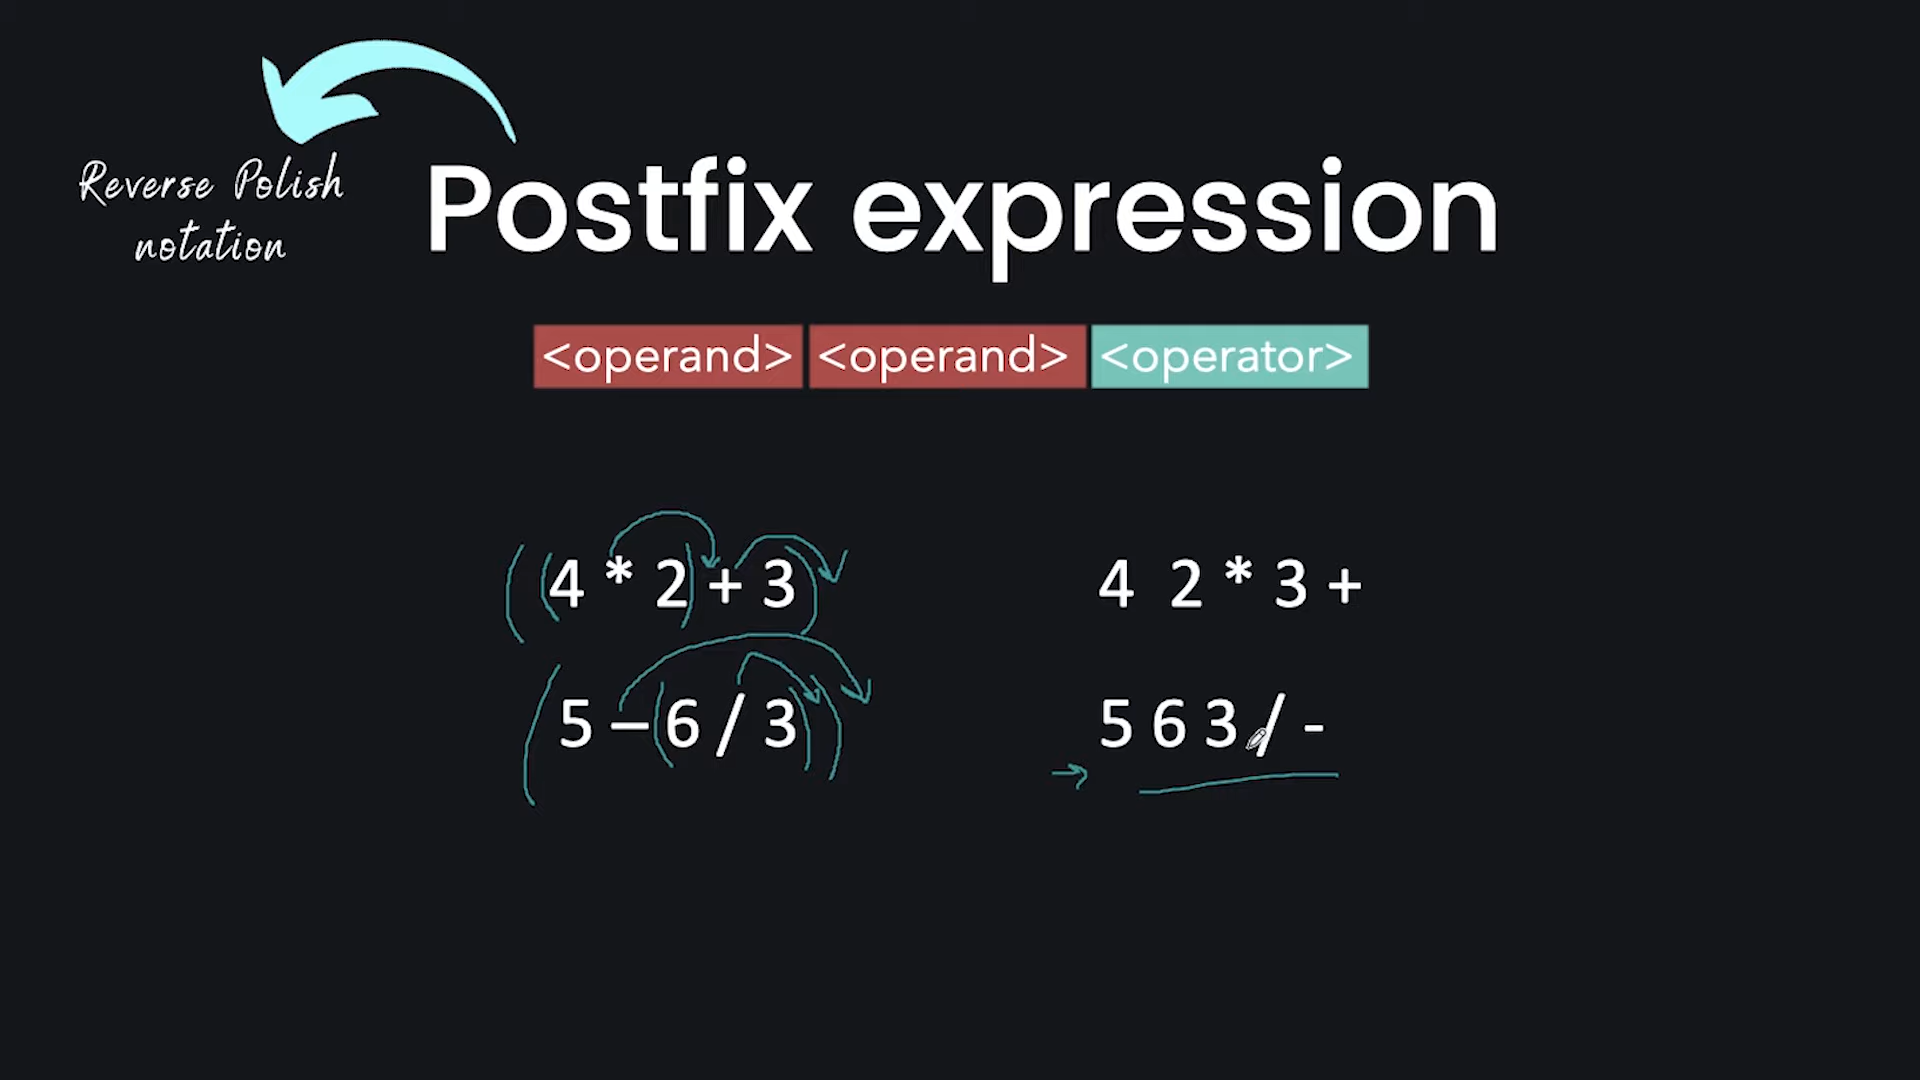 Reverse Polish
notation
Postfix expression
<operand> <operand> <operator>
((4 * 2) + 3)
4 2 * 3 +
(5 – (6 / 3))
5 6 3 / -